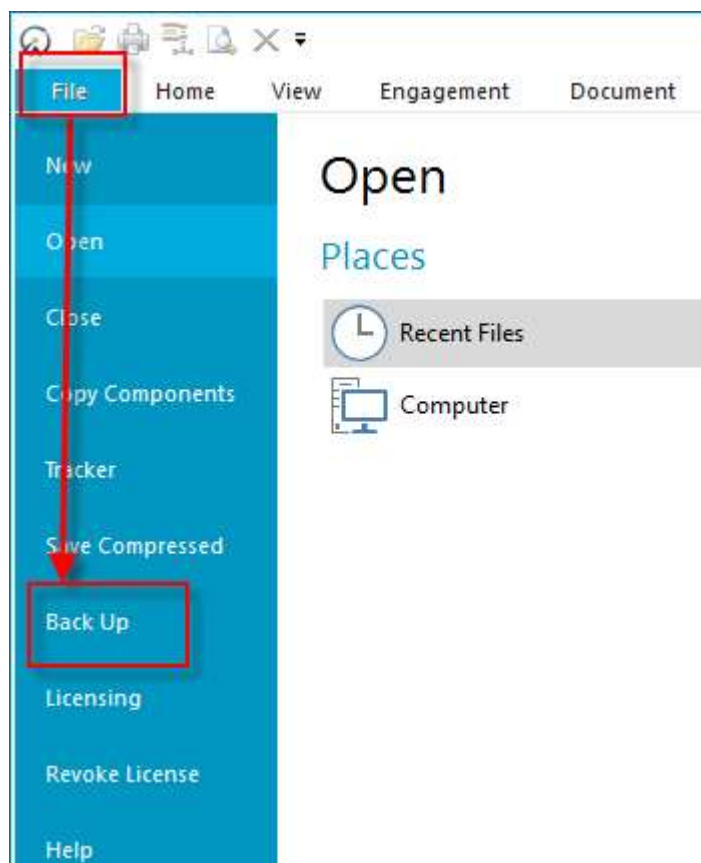 File Home View Engagement Document
New
Open
Close
Copy Components
Tracker
Save Compressed
Back Up
Licensing
Revoke License
Help
Open
Places
Recent Files
Computer